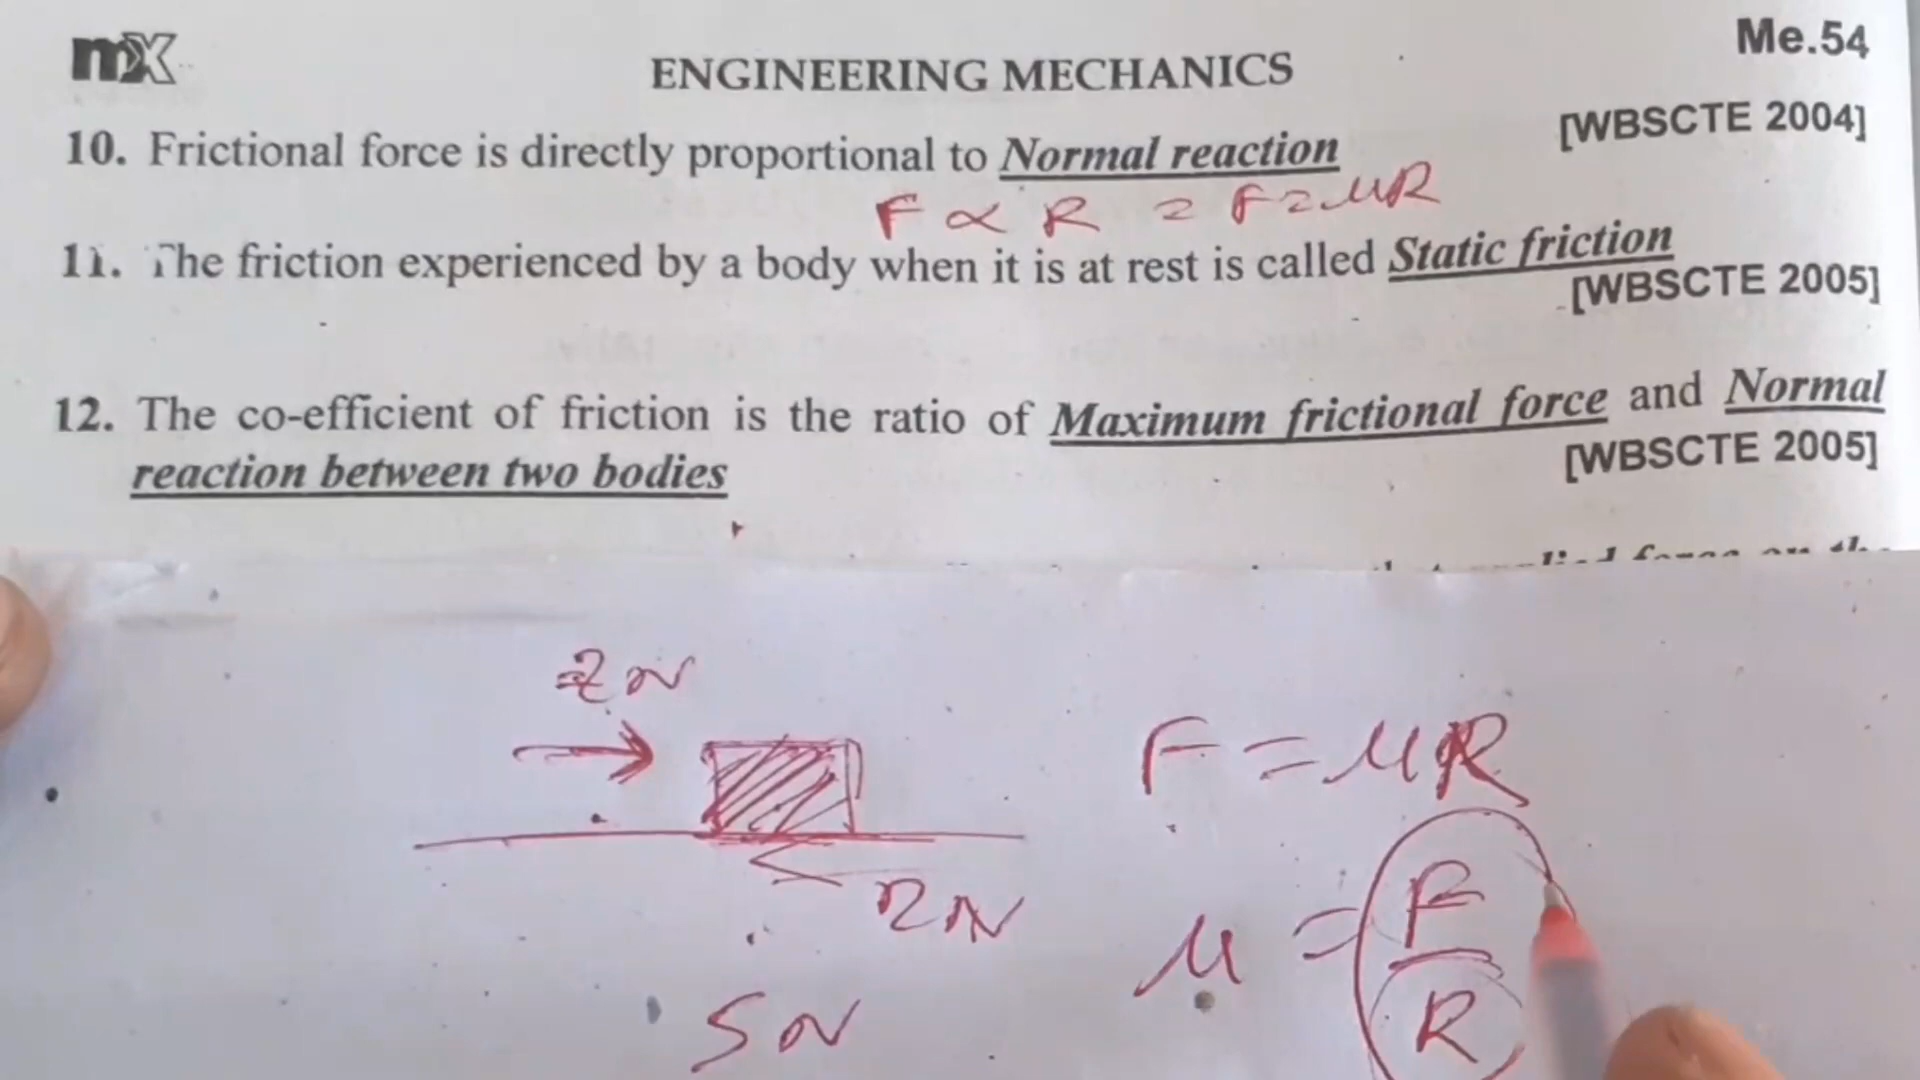 mX
Me.54
ENGINEERING MECHANICS
[WBSCTE 2004]
10. Frictional force is directly proportional to Normal reaction
F ∝ R = F = μR
11. The friction experienced by a body when it is at rest is called Static friction
[WBSCTE 2005]
12. The co-efficient of friction is the ratio of Maximum frictional force and Normal
reaction between two bodies
[WBSCTE 2005]
2N
F = μR
2N
μ = F/R
5N